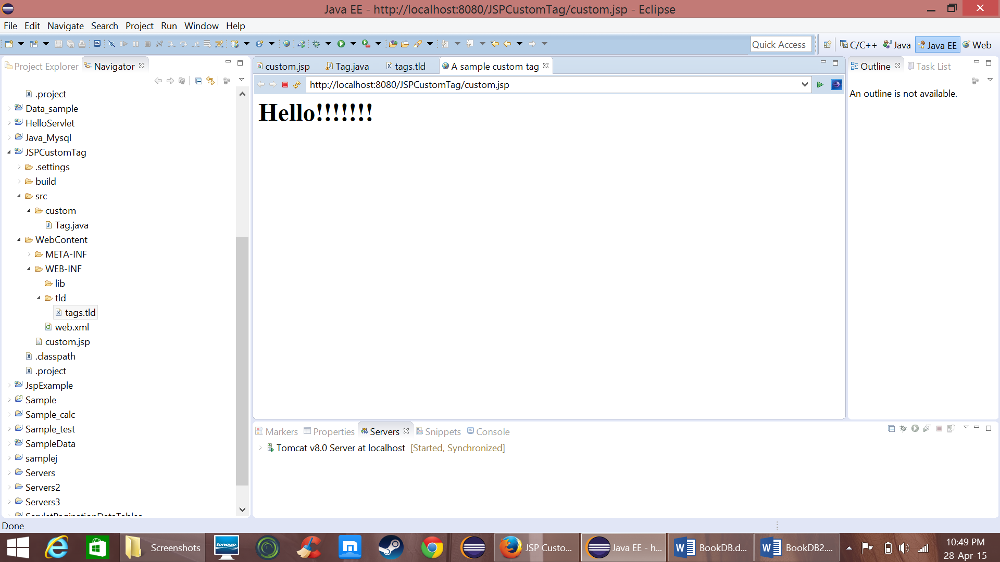 Java EE - http://localhost:8080/JSPCustomTag/custom.jsp - Eclipse
File Edit Navigate Search Project Run Window Help
Quick Access C/C++ Java Java EE Web
Project Explorer Navigator
custom.jsp Tag.java tags.tld A sample custom tag
Outline Task List
http://localhost:8080/JSPCustomTag/custom.jsp
An outline is not available.
Hello!!!!!!!
.project
Data_sample
HelloServlet
Java_Mysql
JSPCustomTag
.settings
build
src
custom
Tag.java
WebContent
META-INF
WEB-INF
lib
tld
tags.tld
web.xml
custom.jsp
.classpath
.project
JspExample
Sample
Sample_calc
Sample_test
SampleData
samplej
Servers
Servers2
Servers3
ServletPaginationDataTables
Markers Properties Servers Snippets Console
Tomcat v8.0 Server at localhost [Started, Synchronized]
Done
Screenshots
lenovo
JSP Custo...
Java EE - h...
BookDB.d...
BookDB2....
10:49 PM
28-Apr-15